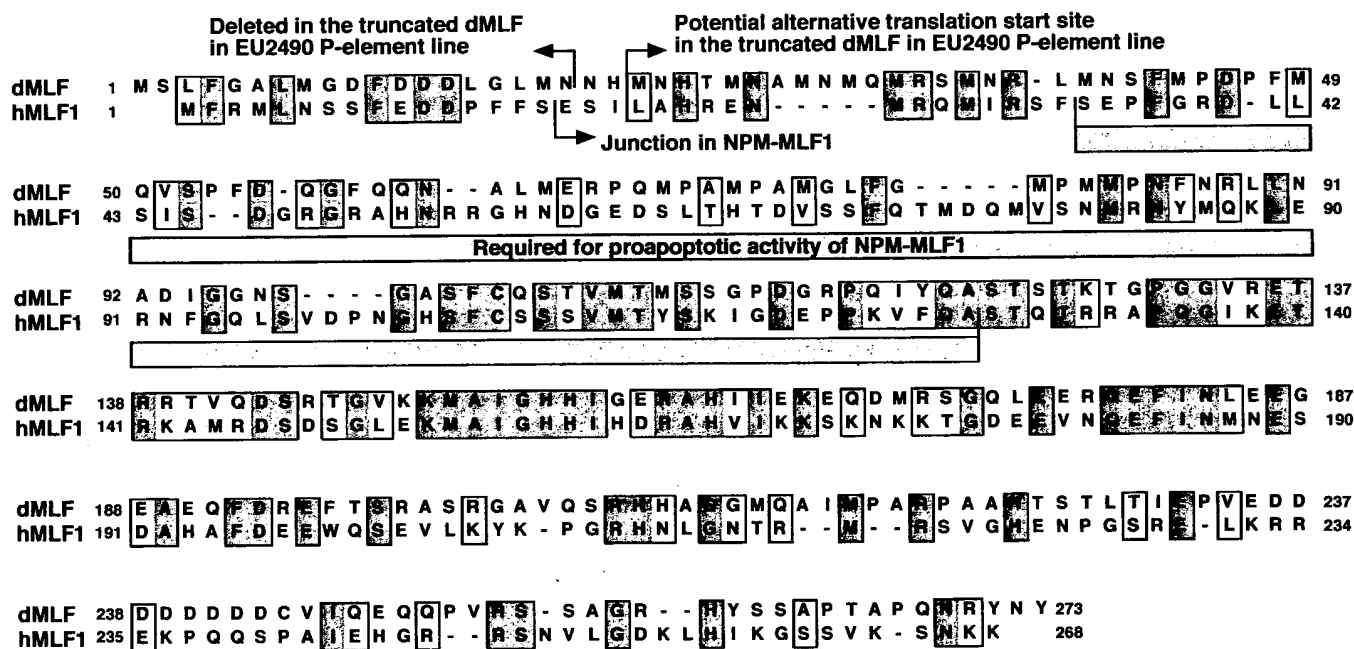 Deleted in the truncated dMLF
in EU2490 P-element line
Potential alternative translation start site
in the truncated dMLF in EU2490 P-element line
dMLF 1 M S L F G A L M G D F D D D L G L M N N H M N H T M N A M N M Q M R S M N R - L M N S F M P D P F M 49
hMLF1 1 M F R M L N S S F E D D P F F S E S I L A H R E N - - - - - M R Q M I R S F S E P F G R D - L L 42
Junction in NPM-MLF1
dMLF 50 Q V S P F D - Q G F Q Q N - - A L M E R P Q M P A M P A M G L F G - - - - - M P M M P N F N R L L N 91
hMLF1 43 S I S - - D G R G R A H N R R G H N D G E D S L T H T D V S S F Q T M D Q M V S N M R N Y M Q K L E 90
Required for proapoptotic activity of NPM-MLF1
dMLF 92 A D I G G N S - - - - G A S F C Q S T V M T M S S G P D G R P Q I Y Q A S T S T K T G P G G V R E T 137
hMLF1 91 R N F G Q L S V D P N G H S F C S S S V M T Y S K I G D E P P K V F Q A S T Q T R R A P Q G I K E T 140
dMLF 138 R R T V Q D S R T G V K K M A I G H H I G E R A H I I E K E Q D M R S G Q L E E R Q E F I N L E E G 187
hMLF1 141 R K A M R D S D S G L E K M A I G H H I H D R A H V I K K S K N K K T G D E E V N Q E F I N M N E S 190
dMLF 188 E A E Q F D R E F T S R A S R G A V Q S R H H A S G M Q A I M P A R P A A H T S T L T I E P V E D D 237
hMLF1 191 D A H A F D E E W Q S E V L K Y K - P G R H N L G N T R - - M - - R S V G H E N P G S R E - L K R R 234
dMLF 238 D D D D D D C V I Q E Q Q P V R S - S A G R - - H Y S S A P T A P Q N R Y N Y 273
hMLF1 235 E K P Q Q S P A I E H G R - - R S N V L G D K L H I K G S S V K - S N K K 268